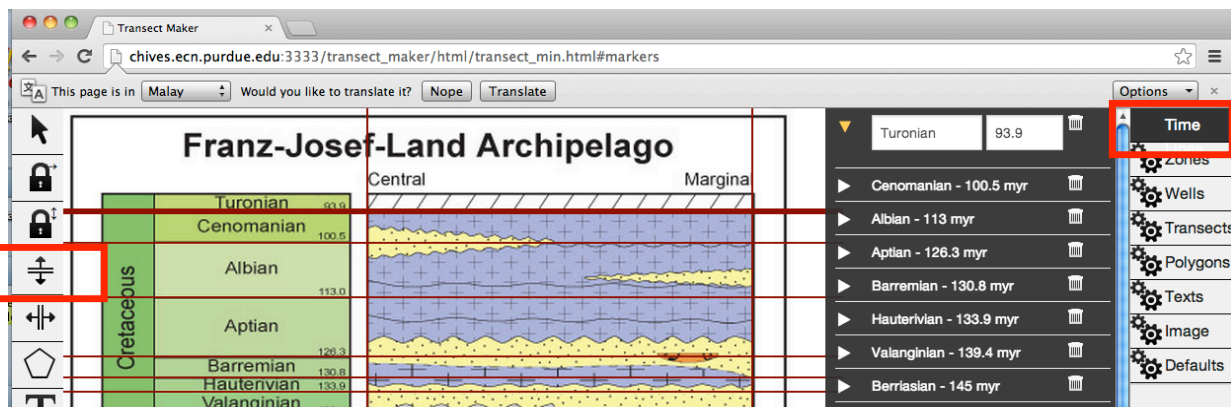 Transect Maker
chives.ecn.purdue.edu:3333/transect_maker/html/transect_min.html#markers
This page is in Malay Would you like to translate it? Nope Translate Options
Franz-Josef-Land Archipelago
Central Marginal
Turonian 93.9
Cenomanian 100.5
Albian 113.0
Aptian 126.3
Barremian 130.8
Hauterivian 133.9
Valanginian
Cretaceous
Turonian 93.9
Cenomanian - 100.5 myr
Albian - 113 myr
Aptian - 126.3 myr
Barremian - 130.8 myr
Hauterivian - 133.9 myr
Valanginian - 139.4 myr
Berriasian - 145 myr
Time
Zones
Wells
Transects
Polygons
Texts
Image
Defaults